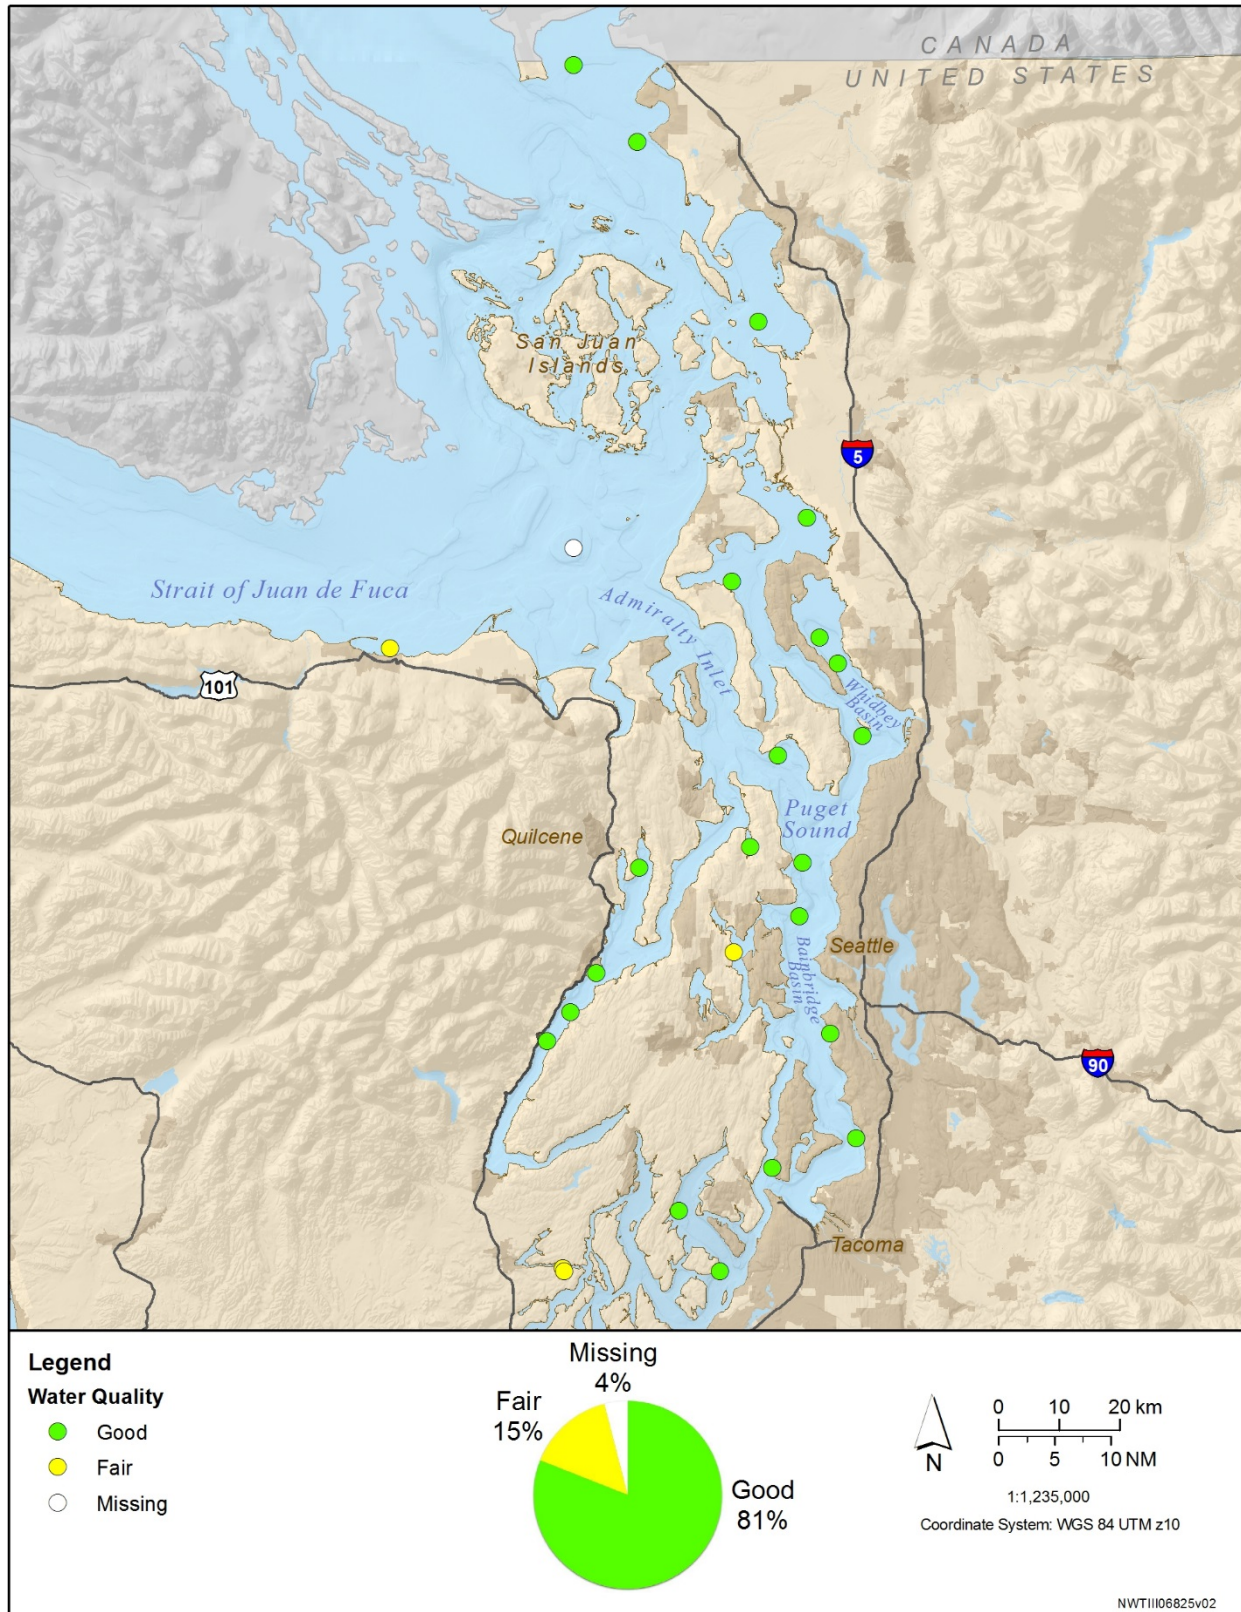 CANADA
UNITED STATES
San Juan
Islands
5
Strait of Juan de Fuca
Admiralty Inlet
101
Whidbey
Basin
Puget
Sound
Quilcene
Seattle
Bainbridge
Basin
90
Tacoma
Legend
Water Quality
Good
Fair
Missing
Missing
4%
Fair
15%
Good
81%
N
0 10 20 km
0 5 10 NM
1:1,235,000
Coordinate System: WGS 84 UTM z10
NWTIII06825v02